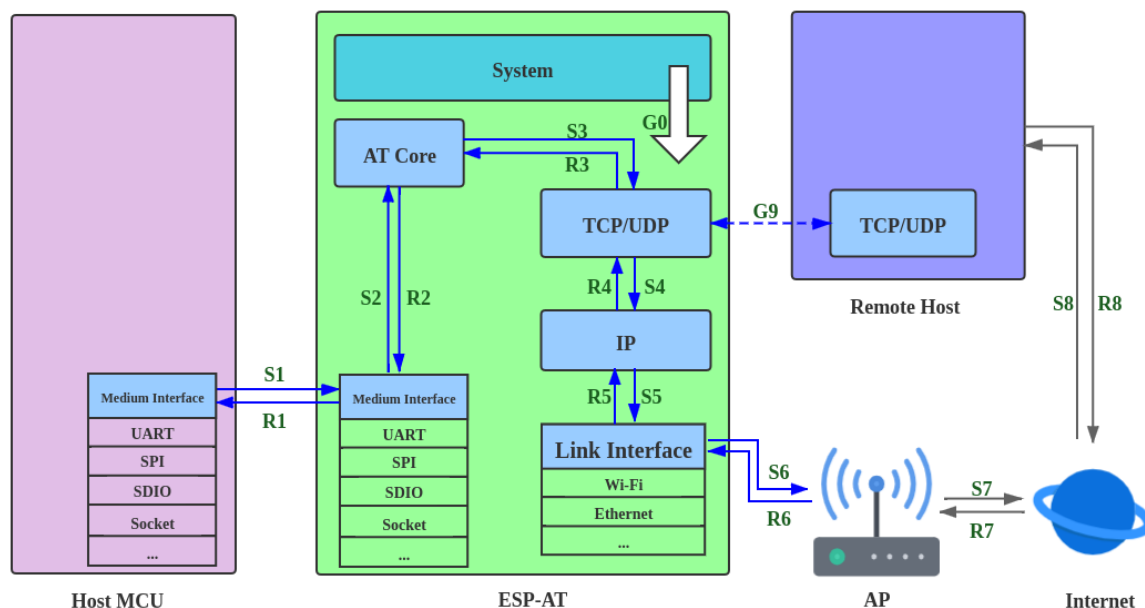 System
G0
AT Core
S3
R3
TCP/UDP
G9
TCP/UDP
S2
R2
R4
S4
S8
R8
Remote Host
IP
S1
R1
Medium Interface
UART
SPI
SDIO
Socket
...
Medium Interface
UART
SPI
SDIO
Socket
...
R5
S5
Link Interface
Wi-Fi
Ethernet
...
S6
R6
S7
R7
Host MCU
ESP-AT
AP
Internet